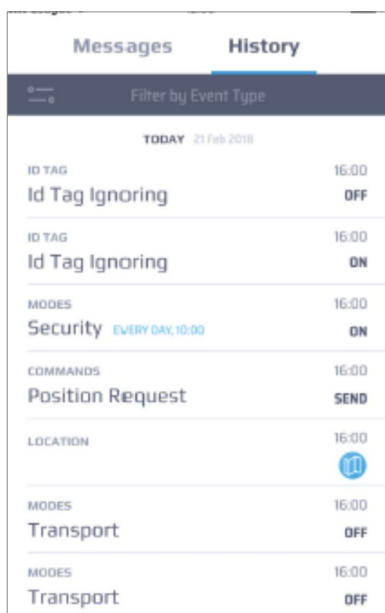 Messages History
Filter by Event Type
TODAY 21 Feb 2018
ID TAG 16:00
Id Tag Ignoring OFF
ID TAG 16:00
Id Tag Ignoring ON
MODES 16:00
Security EVERY DAY, 10:00 ON
COMMANDS 16:00
Position Request SEND
LOCATION 16:00
MODES 16:00
Transport OFF
MODES 16:00
Transport OFF